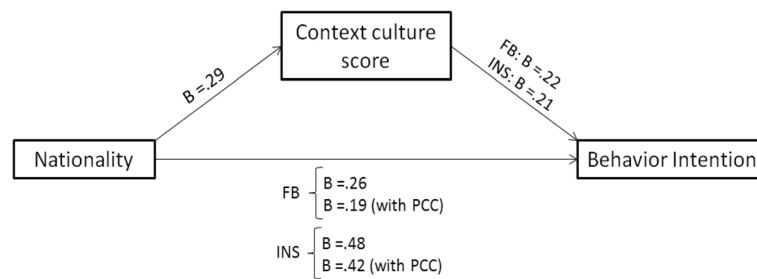 Context culture
score
B =.29
FB: B =.22
INS: B =.21
Nationality
Behavior Intention
FB
B =.26
B =.19 (with PCC)
INS
B =.48
B =.42 (with PCC)